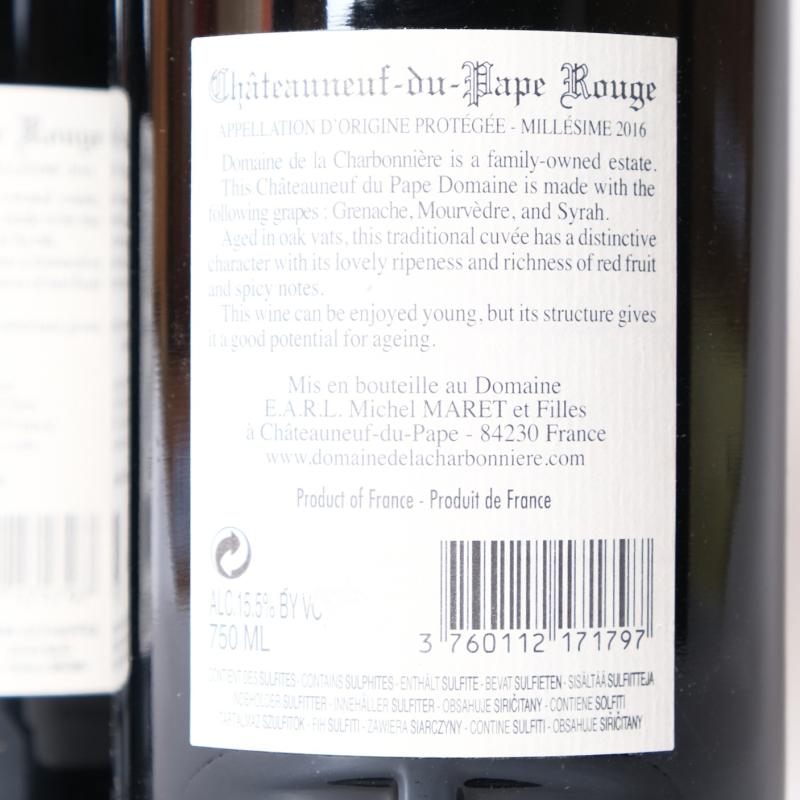 Châteauneuf-du-Pape Rouge
APPELLATION D'ORIGINE PROTÉGÉE - MILLÉSIME 2016
Domaine de la Charbonnière is a family-owned estate.
This Châteauneuf du Pape Domaine is made with the
following grapes : Grenache, Mourvèdre, and Syrah.
Aged in oak vats, this traditional cuvée has a distinctive
character with its lovely ripeness and richness of red fruit
and spicy notes.
This wine can be enjoyed young, but its structure gives
it a good potential for ageing.
Mis en bouteille au Domaine
E.A.R.L. Michel MARET et Filles
à Châteauneuf-du-Pape - 84230 France
www.domainedelacharbonniere.com
Product of France - Produit de France
ALC.15.5% BY
750 ML
3 760112 171797
CONTIENT DES SULFITES - CONTAINS SULPHITES - ENTHÄLT SULFITE - BEVAT SULFIETEN - SISÄLTÄÄ SULFIITTEJA
INDEHOLDER SULFITTER - INNEHÅLLER SULFITER - OBSAHUJE SIŘIČITANY - CONTIENE SOLFITI
TARTALMAZ SZULFITOK - FIH SULFITI - ZAWIERA SIARCZYNY - CONTINE SULFITI - OBSAHUJE SIŘIČITANY
Rouge